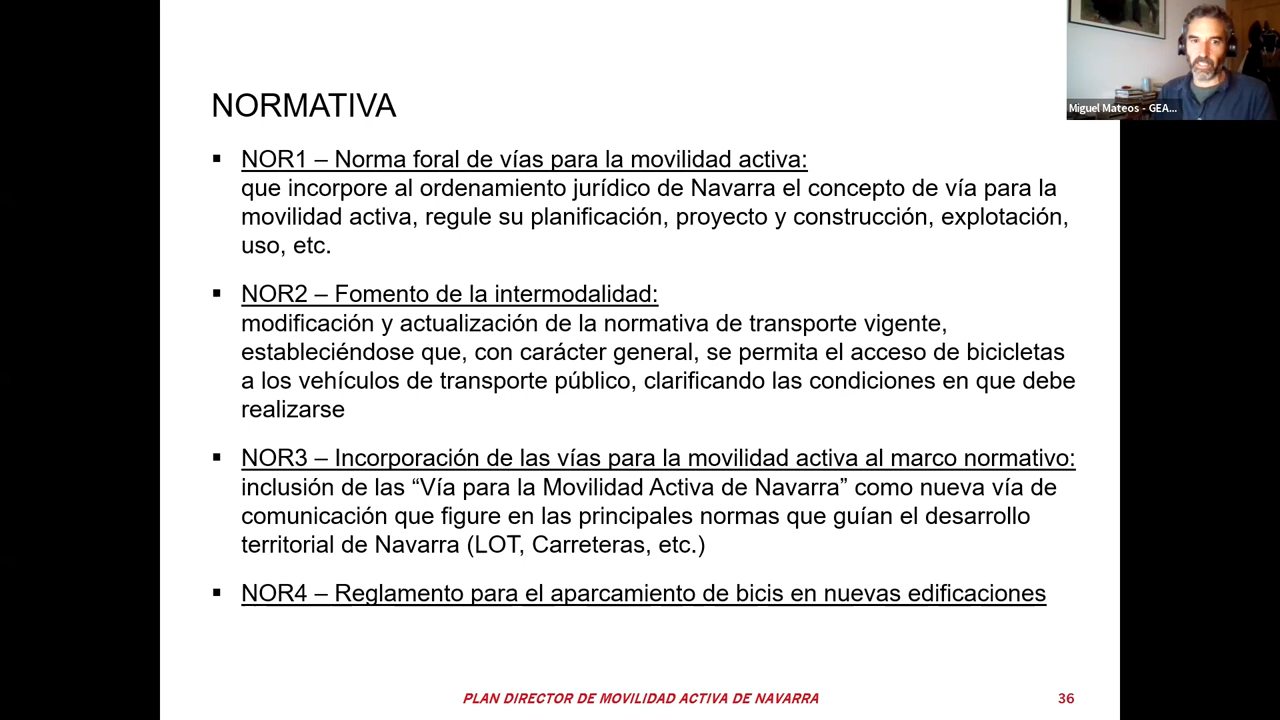 NORMATIVA
▪ NOR1 – Norma foral de vías para la movilidad activa:
que incorpore al ordenamiento jurídico de Navarra el concepto de vía para la
movilidad activa, regule su planificación, proyecto y construcción, explotación,
uso, etc.
▪ NOR2 – Fomento de la intermodalidad:
modificación y actualización de la normativa de transporte vigente,
estableciéndose que, con carácter general, se permita el acceso de bicicletas
a los vehículos de transporte público, clarificando las condiciones en que debe
realizarse
▪ NOR3 – Incorporación de las vías para la movilidad activa al marco normativo:
inclusión de las “Vía para la Movilidad Activa de Navarra” como nueva vía de
comunicación que figure en las principales normas que guían el desarrollo
territorial de Navarra (LOT, Carreteras, etc.)
▪ NOR4 – Reglamento para el aparcamiento de bicis en nuevas edificaciones
PLAN DIRECTOR DE MOVILIDAD ACTIVA DE NAVARRA
36
Miguel Mateos - GEA...